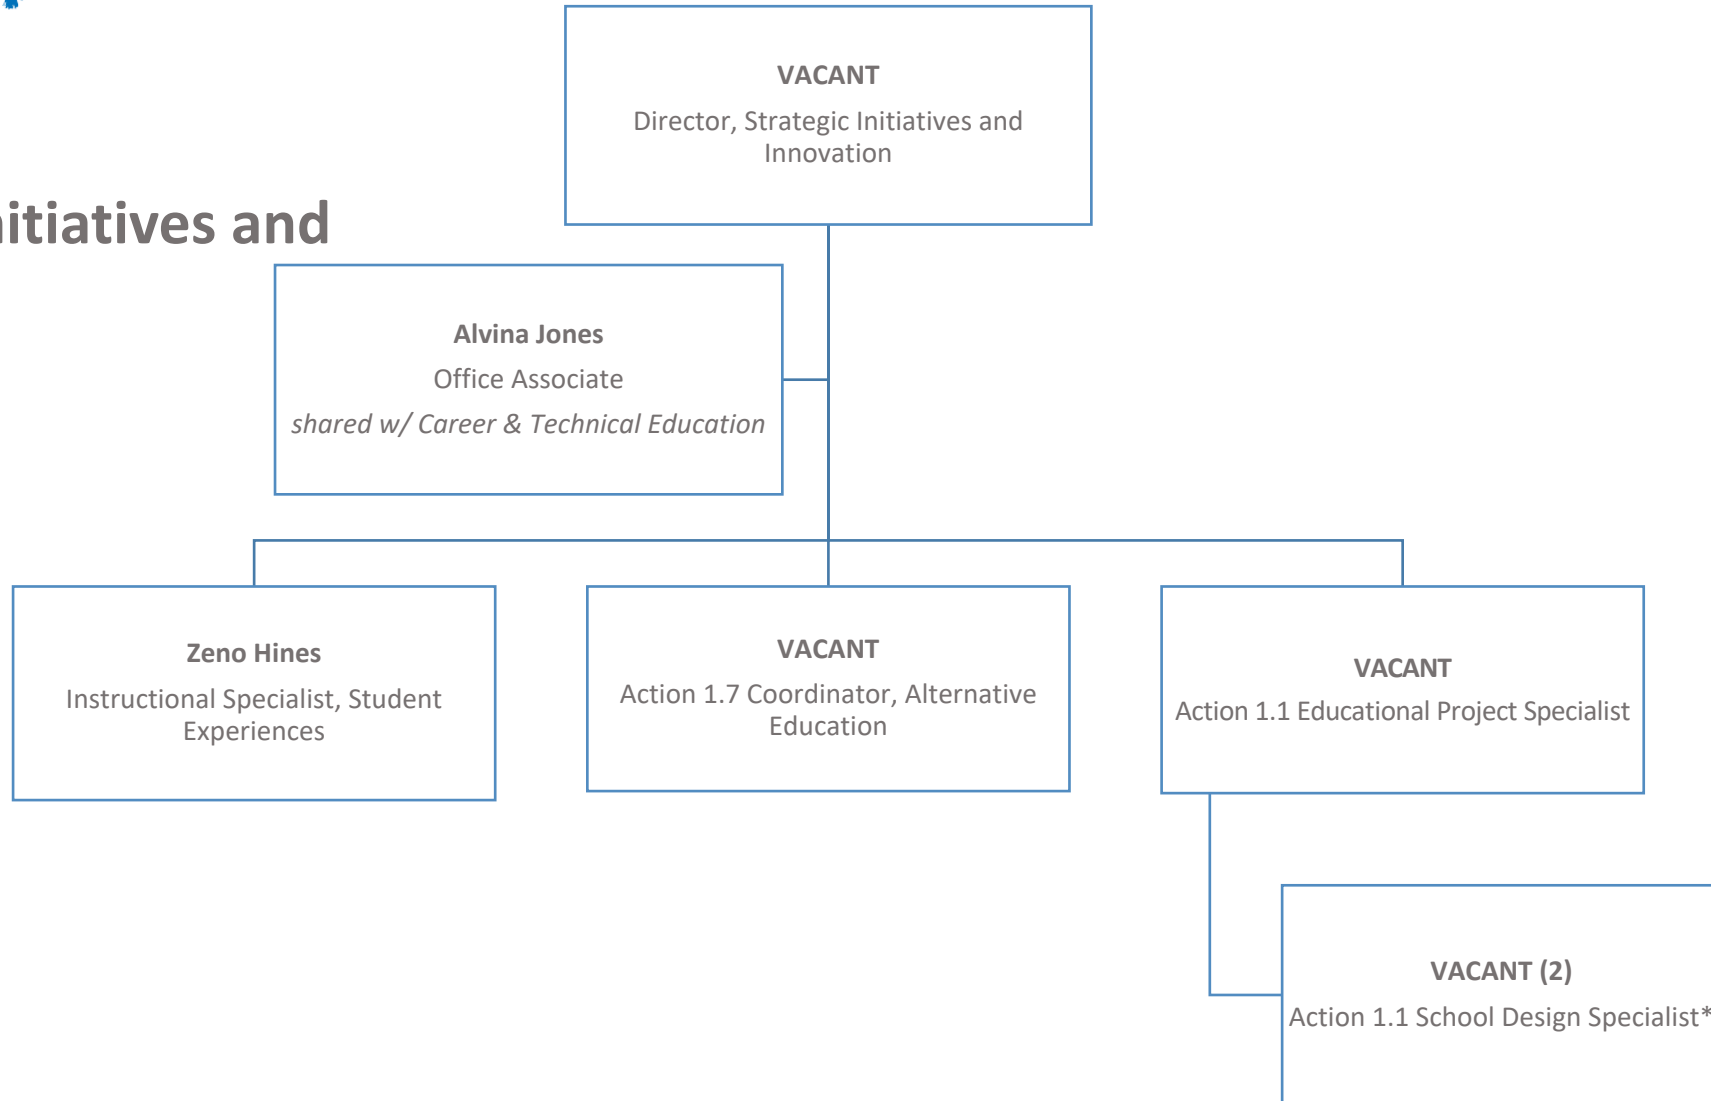 VACANT
Director, Strategic Initiatives and
Innovation
itiatives and
Alvina Jones
Office Associate
shared w/ Career & Technical Education
Zeno Hines
Instructional Specialist, Student
Experiences
VACANT
Action 1.7 Coordinator, Alternative
Education
VACANT
Action 1.1 Educational Project Specialist
VACANT (2)
Action 1.1 School Design Specialist*